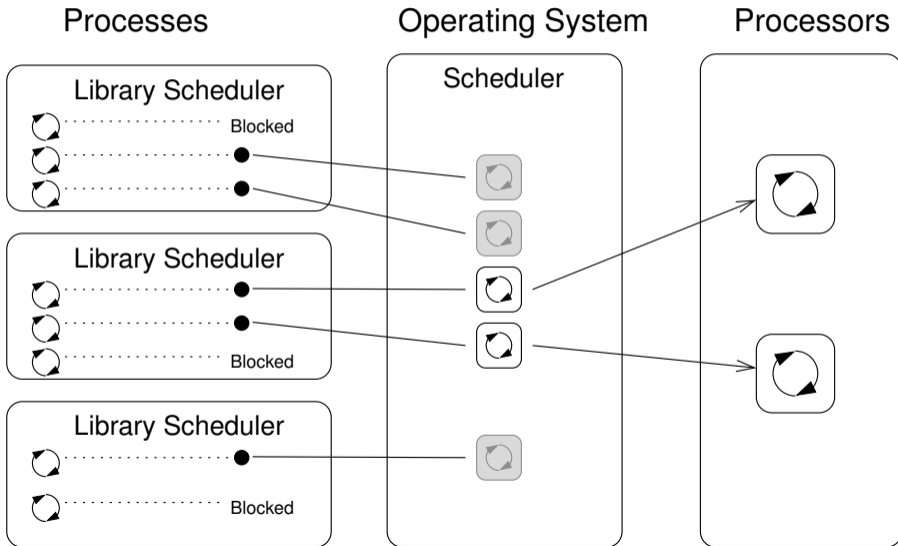 Processes
Operating System
Processors
Library Scheduler
Blocked
Library Scheduler
Blocked
Library Scheduler
Blocked
Scheduler